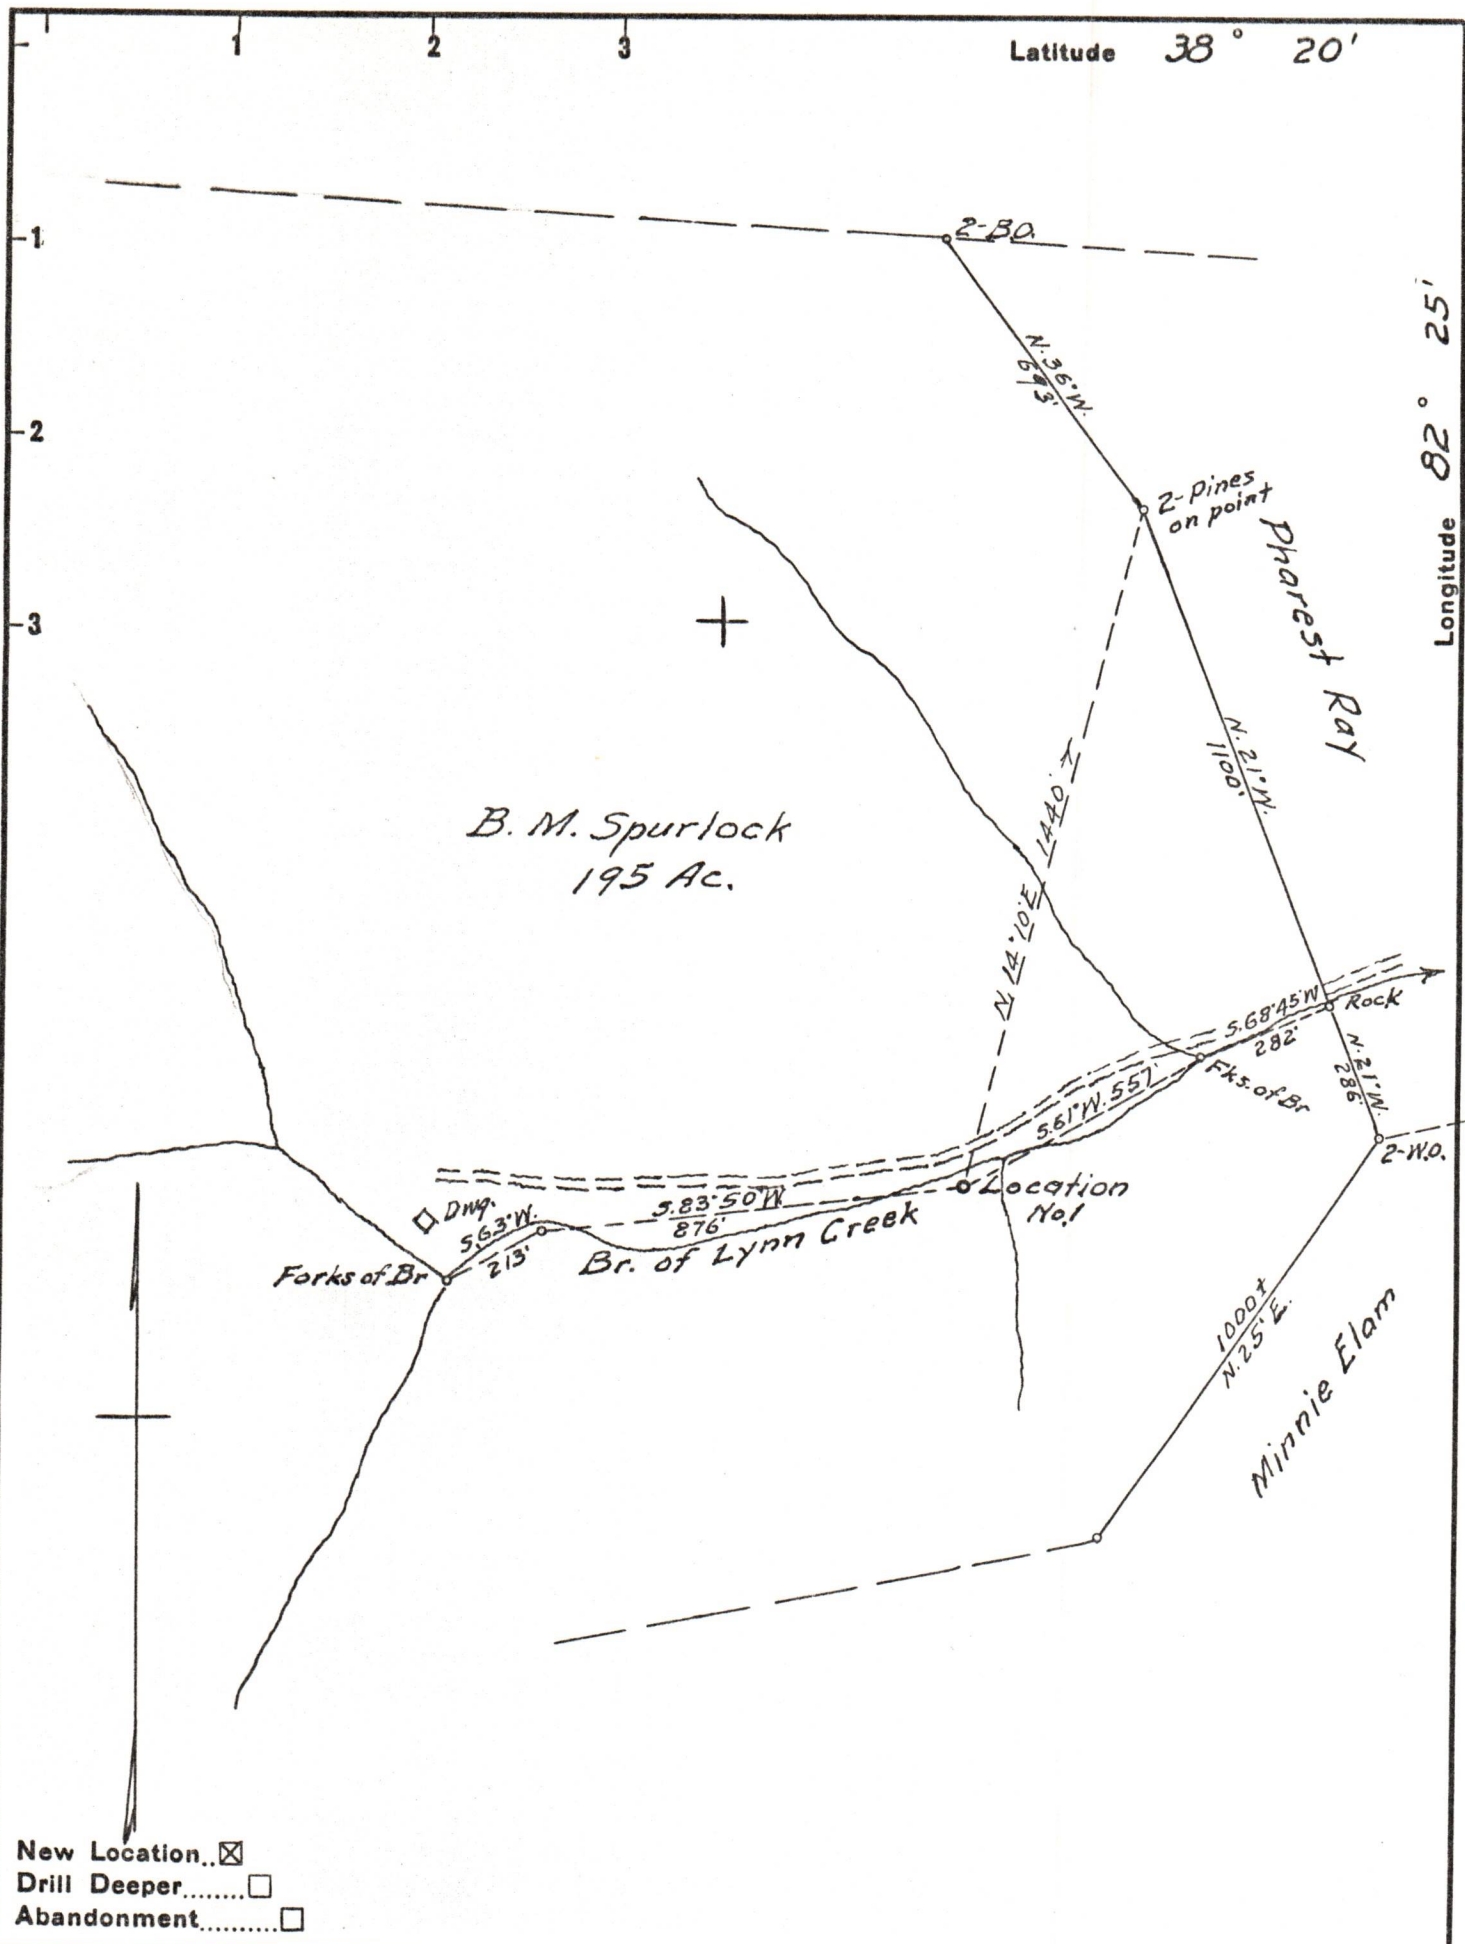 1 2 3
Latitude 38° 20'
1
2
3
Longitude 82° 25'
2-B.O.
N. 36° W.
693'
2-Pines
on point
Pharest Ray
N. 21° W.
1100'
B. M. Spurlock
195 Ac.
N. 14° 10' E. 1440'
S. 68° 45' W
282'
Rock
S. 61° W. 557'
Fks. of Br
N. 21° W.
286'
2-W.O.
Location
No. 1
S. 83° 50' W.
876'
Dwg.
S. 63° W.
213'
Forks of Br
Br. of Lynn Creek
1000±
N. 25° E.
Minnie Elam
New Location..☒
Drill Deeper........☐
Abandonment..........☐